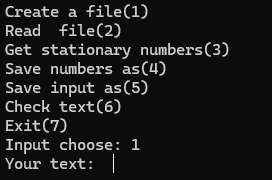 Create a file(1)
Read  file(2)
Get stationary numbers(3)
Save numbers as(4)
Save input as(5)
Check text(6)
Exit(7)
Input choose: 1
Your text: